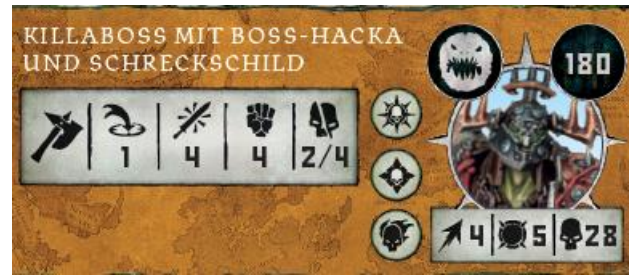 KILLABOSS MIT BOSS-HACKA
UND SCHRECKSCHILD
180
1 4 4 2/4
4 5 28